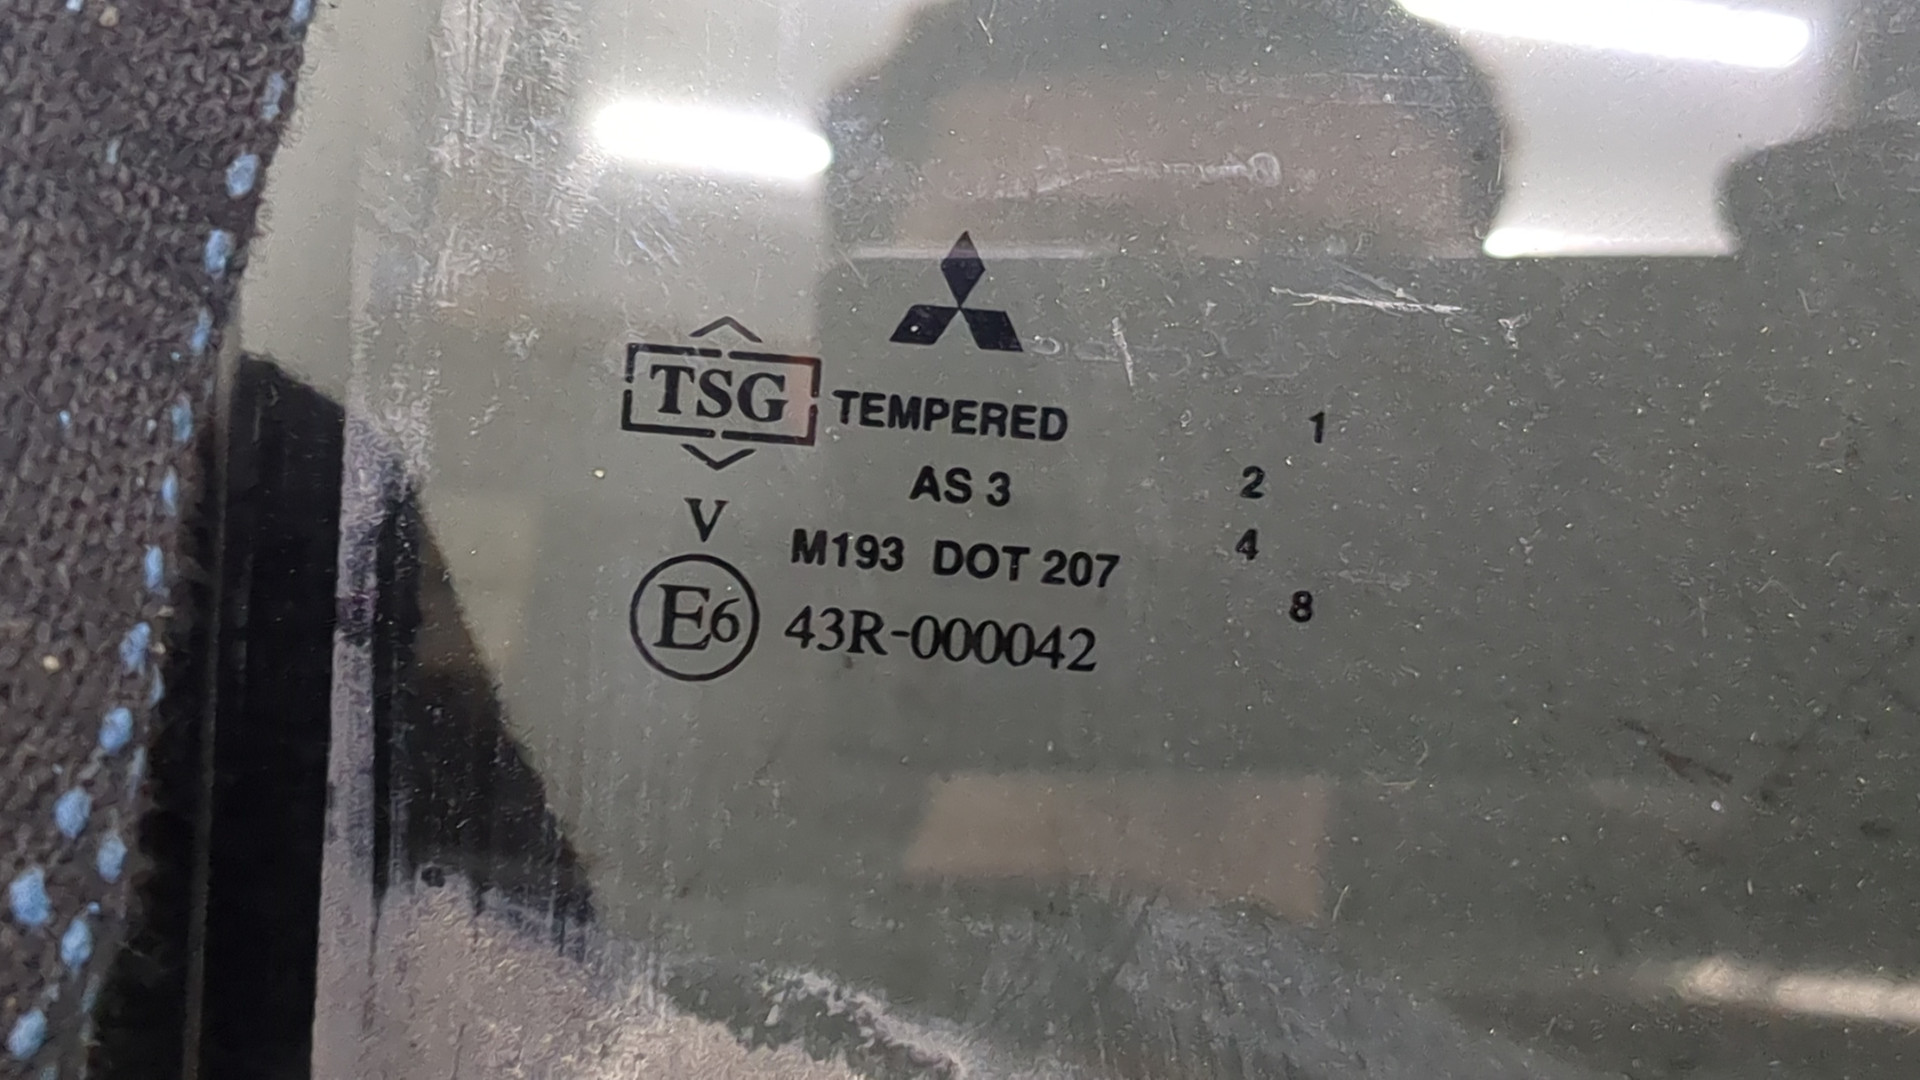 TSG TEMPERED 1
AS 3 2
V M193 DOT 207 4
E6 43R-000042 8